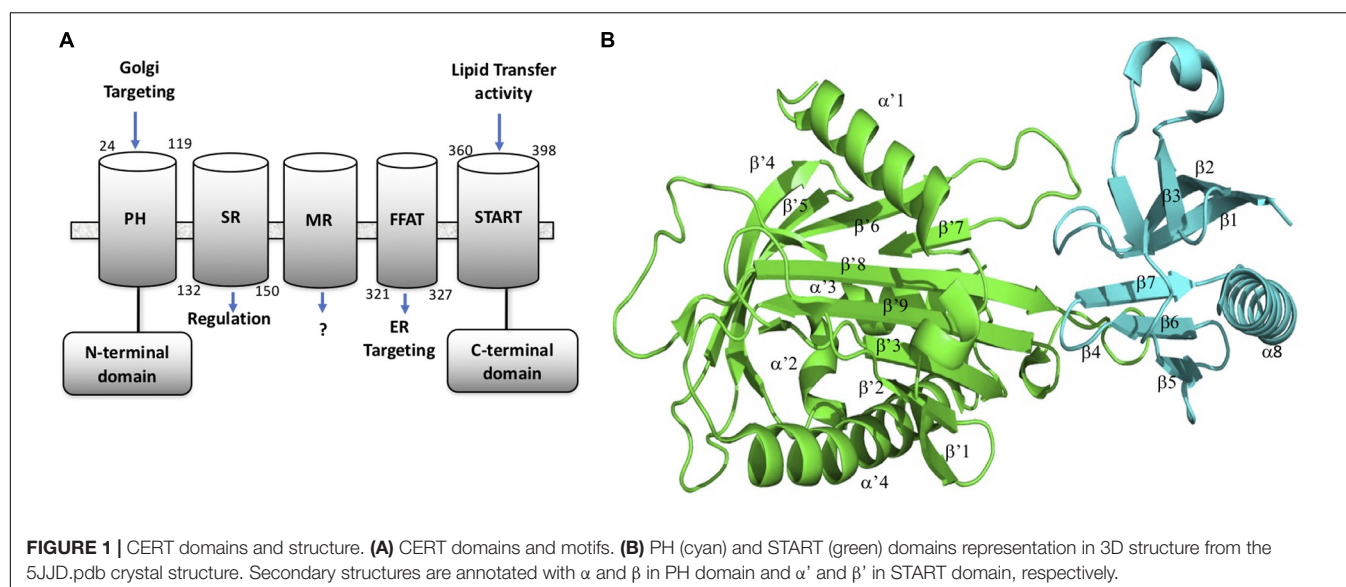 A
Golgi
Targeting
Lipid Transfer
activity
24
119
360
398
PH
SR
MR
FFAT
START
132
150
321
327
Regulation
?
ER
Targeting
N-terminal
domain
C-terminal
domain
B
α'1
β'4
β'5
β'6
β'7
β'8
α'3
β'9
β'3
α'2
β'2
β'1
α'4
β2
β3
β1
β7
β6
β4
β5
α8
FIGURE 1 | CERT domains and structure. (A) CERT domains and motifs. (B) PH (cyan) and START (green) domains representation in 3D structure from the
5JJD.pdb crystal structure. Secondary structures are annotated with α and β in PH domain and α' and β' in START domain, respectively.